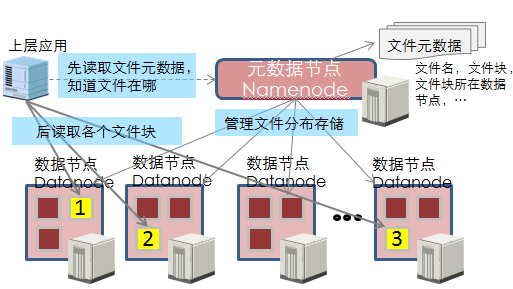 上层应用
先读取文件元数据，
知道文件在哪
元数据节点
Namenode
文件元数据
文件名，文件块，
文件块所在数据
节点，…
后读取各个文件块
管理文件分布存储
数据节点
Datanode
数据节点
Datanode
数据节点
Datanode
数据节点
Datanode
1
2
3